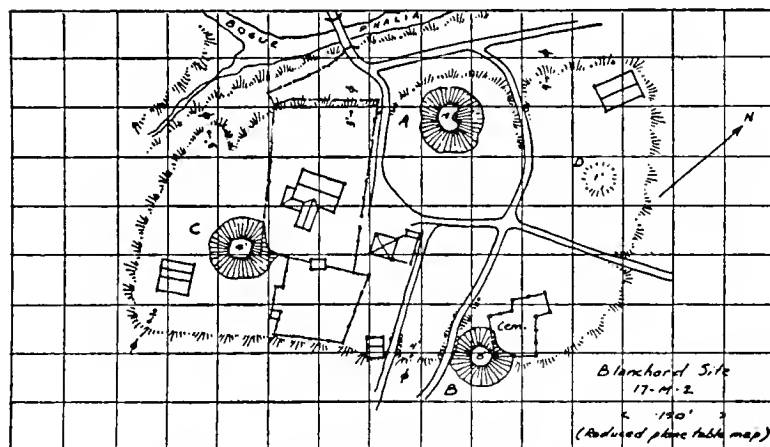 BOGUE PHALIA
A
N
D
C
Cem.
B
Blanchard Site
17-M-2
150'
(Reduced plane table map)